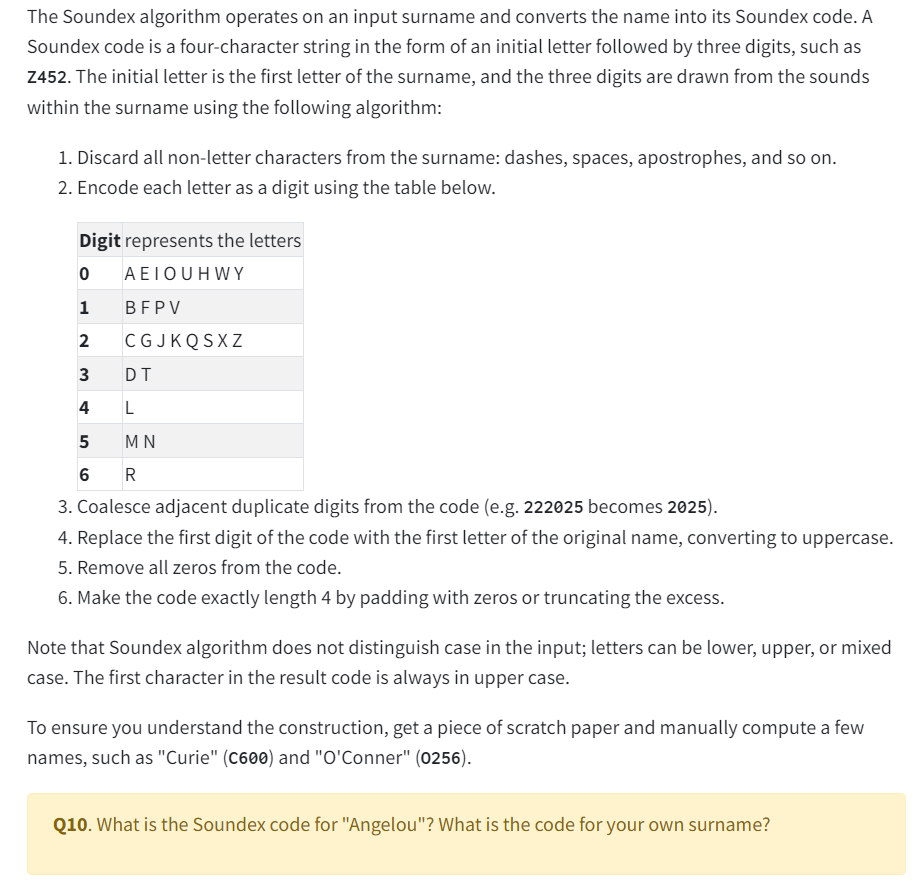 The Soundex algorithm operates on an input surname and converts the name into its Soundex code. A
Soundex code is a four-character string in the form of an initial letter followed by three digits, such as
Z452. The initial letter is the first letter of the surname, and the three digits are drawn from the sounds
within the surname using the following algorithm:
1. Discard all non-letter characters from the surname: dashes, spaces, apostrophes, and so on.
2. Encode each letter as a digit using the table below.
Digit represents the letters
0 A E I O U H W Y
1 B F P V
2 C G J K Q S X Z
3 D T
4 L
5 M N
6 R
3. Coalesce adjacent duplicate digits from the code (e.g. 222025 becomes 2025).
4. Replace the first digit of the code with the first letter of the original name, converting to uppercase.
5. Remove all zeros from the code.
6. Make the code exactly length 4 by padding with zeros or truncating the excess.
Note that Soundex algorithm does not distinguish case in the input; letters can be lower, upper, or mixed
case. The first character in the result code is always in upper case.
To ensure you understand the construction, get a piece of scratch paper and manually compute a few
names, such as "Curie" (C600) and "O'Conner" (O256).
Q10. What is the Soundex code for "Angelou"? What is the code for your own surname?